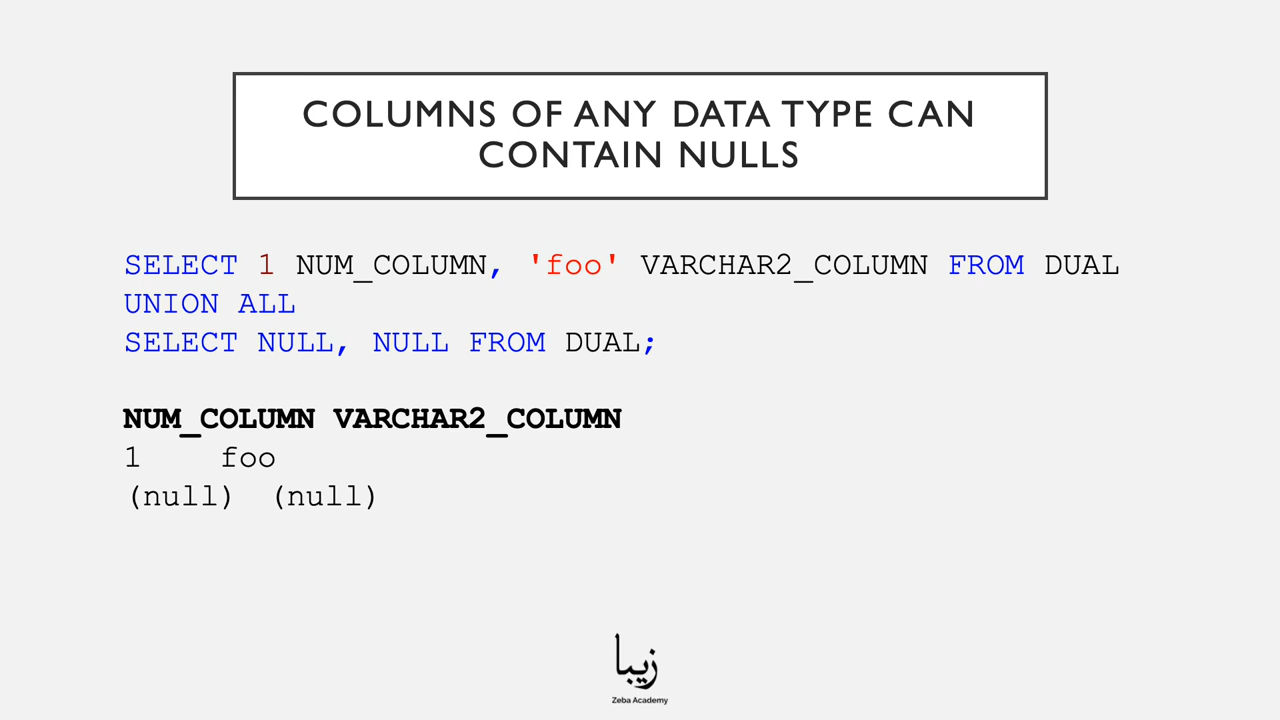 COLUMNS OF ANY DATA TYPE CAN
CONTAIN NULLS
SELECT 1 NUM_COLUMN, 'foo' VARCHAR2_COLUMN FROM DUAL
UNION ALL
SELECT NULL, NULL FROM DUAL;
NUM_COLUMN VARCHAR2_COLUMN
1 foo
(null) (null)
زیبا
Zeba Academy